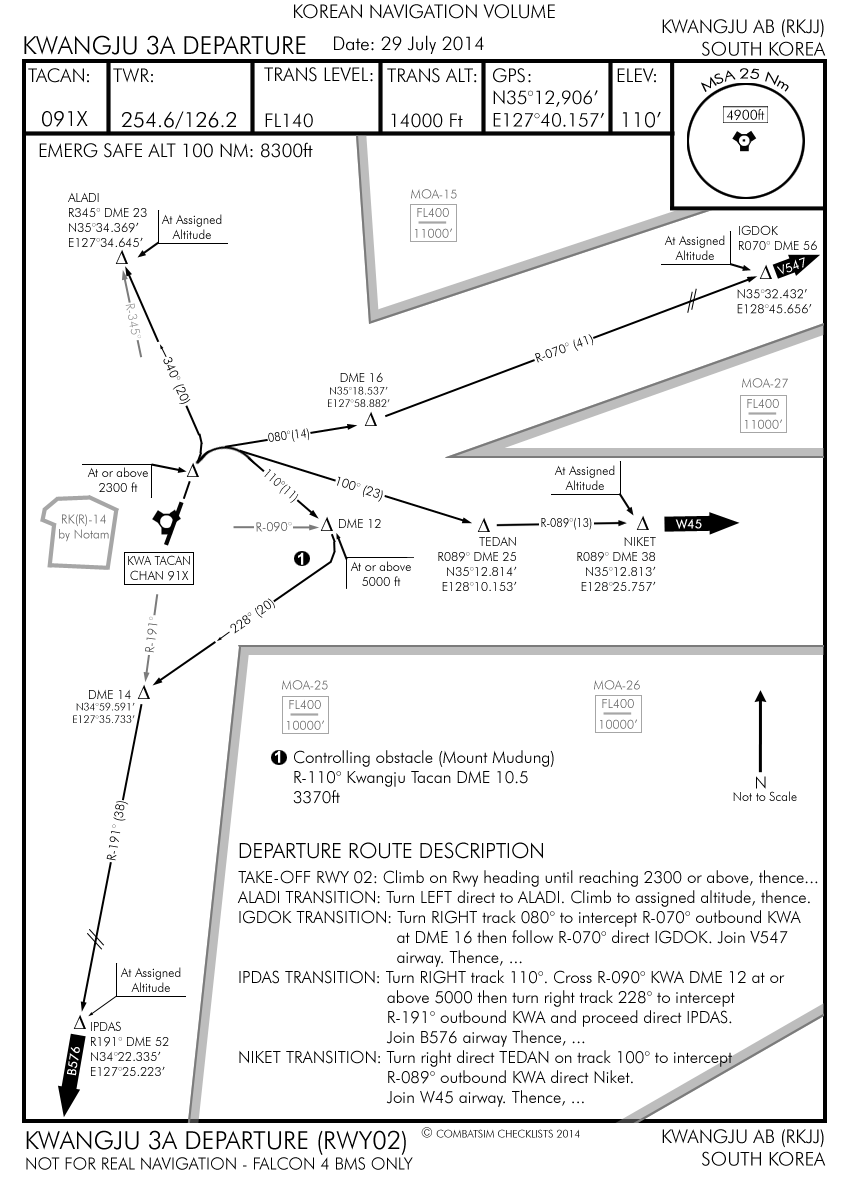 KOREAN NAVIGATION VOLUME
KWANGJU 3A DEPARTURE
Date: 29 July 2014
KWANGJU AB (RKJJ)
SOUTH KOREA
TACAN:
091X
TWR:
254.6/126.2
TRANS LEVEL:
FL140
TRANS ALT:
14000 Ft
GPS:
N35°12,906'
E127°40.157'
ELEV:
110'
MSA 25 Nm
4900ft
EMERG SAFE ALT 100 NM: 8300ft
ALADI
R345° DME 23
N35°34.369'
E127°34.645'
At Assigned
Altitude
MOA-15
FL400
11000'
At Assigned
Altitude
IGDOK
R070° DME 56
V547
N35°32.432'
E128°45.656'
R-345°
340° (20)
R-070° (41)
DME 16
N35°18.537'
E127°58.882'
MOA-27
FL400
11000'
080°(14)
At or above
2300 ft
110°(11)
100° (23)
At Assigned
Altitude
RK(R)-14
by Notam
R-090°
DME 12
R-089°(13)
W45
KWA TACAN
CHAN 91X
At or above
5000 ft
TEDAN
R089° DME 25
N35°12.814'
E128°10.153'
NIKET
R089° DME 38
N35°12.813'
E128°25.757'
1
R-191°
228° (20)
DME 14
N34°59.591'
E127°35.733'
MOA-25
FL400
10000'
MOA-26
FL400
10000'
1 Controlling obstacle (Mount Mudung)
R-110° Kwangju Tacan DME 10.5
3370ft
N
Not to Scale
R-191° (38)
DEPARTURE ROUTE DESCRIPTION
TAKE-OFF RWY 02: Climb on Rwy heading until reaching 2300 or above, thence...
ALADI TRANSITION: Turn LEFT direct to ALADI. Climb to assigned altitude, thence.
IGDOK TRANSITION: Turn RIGHT track 080° to intercept R-070° outbound KWA
at DME 16 then follow R-070° direct IGDOK. Join V547
airway. Thence, ...
IPDAS TRANSITION: Turn RIGHT track 110°. Cross R-090° KWA DME 12 at or
above 5000 then turn right track 228° to intercept
R-191° outbound KWA and proceed direct IPDAS.
Join B576 airway Thence, ...
NIKET TRANSITION: Turn right direct TEDAN on track 100° to intercept
R-089° outbound KWA direct Niket.
Join W45 airway. Thence, ...
At Assigned
Altitude
IPDAS
R191° DME 52
N34°22.335'
E127°25.223'
B576
KWANGJU 3A DEPARTURE (RWY02)
© COMBATSIM CHECKLISTS 2014
KWANGJU AB (RKJJ)
NOT FOR REAL NAVIGATION - FALCON 4 BMS ONLY
SOUTH KOREA